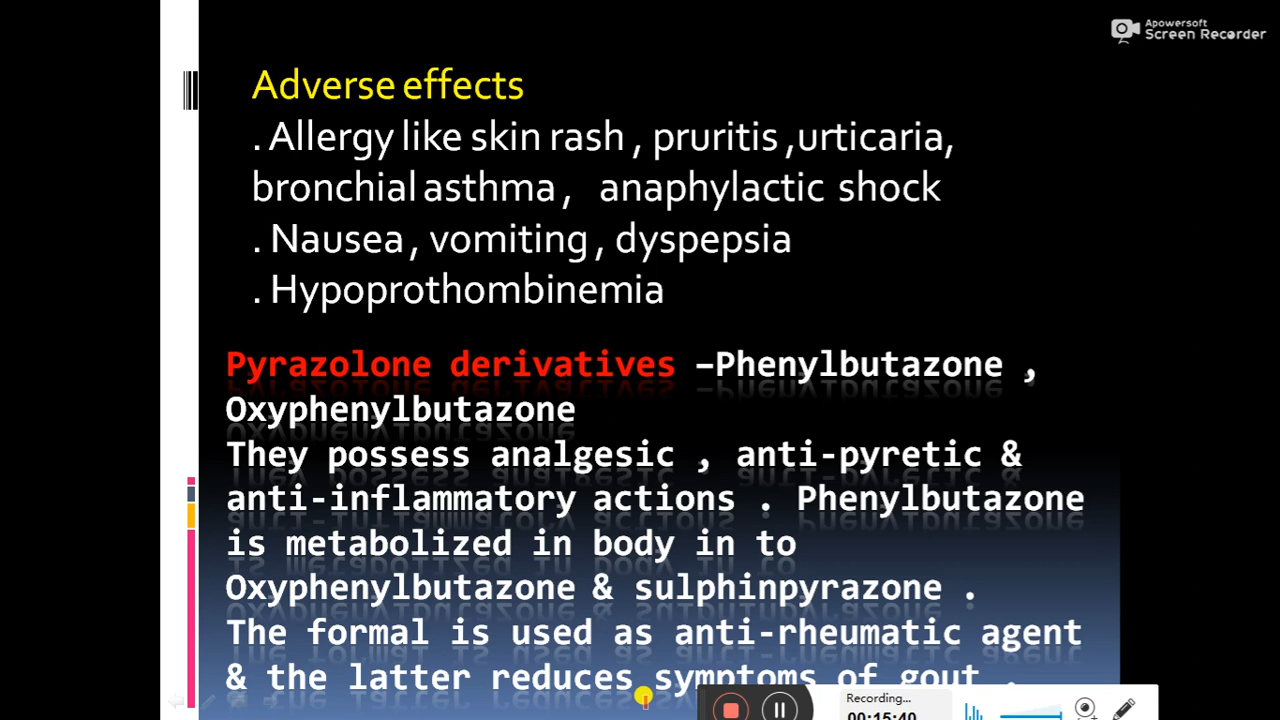 Apowersoft
Screen Recorder
Adverse effects
. Allergy like skin rash , pruritis ,urticaria,
bronchial asthma , anaphylactic shock
. Nausea , vomiting , dyspepsia
. Hypoprothombinemia
Pyrazolone derivatives –Phenylbutazone ,
Oxyphenylbutazone
They possess analgesic , anti-pyretic &
anti-inflammatory actions . Phenylbutazone
is metabolized in body in to
Oxyphenylbutazone & sulphinpyrazone .
The formal is used as anti-rheumatic agent
& the latter reduces symptoms of gout .
Recording...
00:15:40